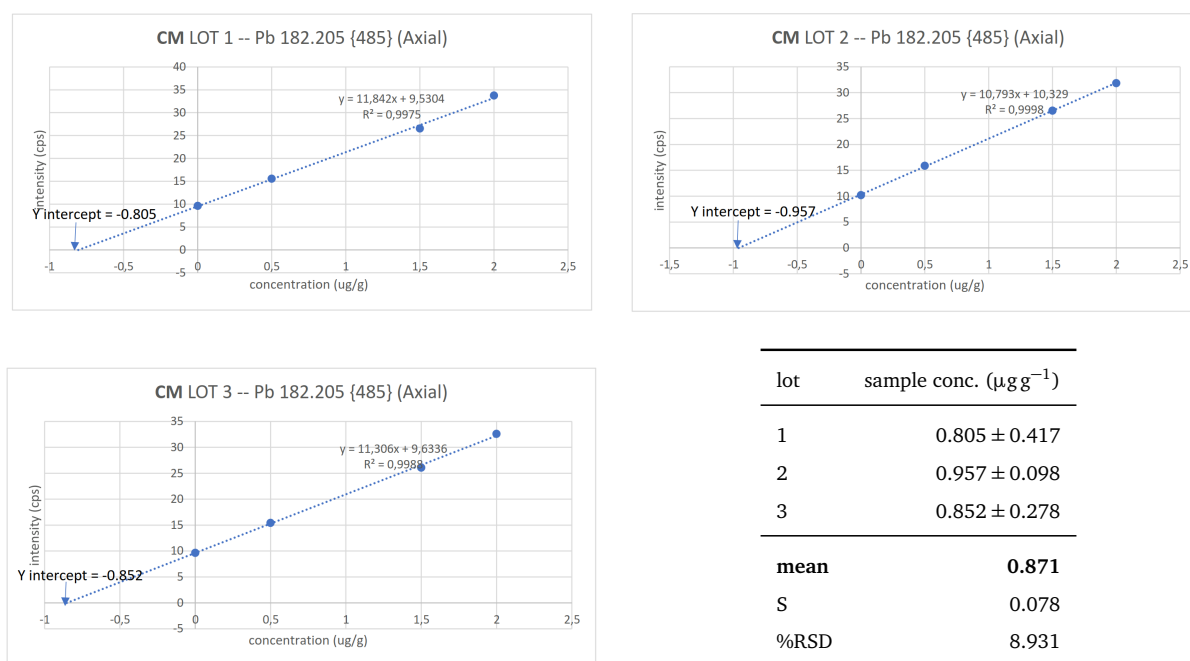 CM LOT 1 -- Pb 182.205 {485} (Axial)
40
35
30
25
20
15
10
5
0
-5
y = 11,842x + 9,5304
R² = 0,9975
intensity (cps)
Y intercept = -0.805
-1 -0,5 0 0,5 1 1,5 2 2,5
concentration (ug/g)
CM LOT 2 -- Pb 182.205 {485} (Axial)
35
30
25
20
15
10
5
0
-5
y = 10,793x + 10,329
R² = 0,9998
intensity (cps)
Y intercept = -0.957
-1,5 -1 -0,5 0 0,5 1 1,5 2 2,5
concentration (ug/g)
CM LOT 3 -- Pb 182.205 {485} (Axial)
35
30
25
20
15
10
5
0
-5
y = 11,306x + 9,6336
R² = 0,9988
intensity (cps)
Y intercept = -0.852
-1 -0,5 0 0,5 1 1,5 2 2,5
concentration (ug/g)
lot sample conc. (µg g⁻¹)
1 0.805 ± 0.417
2 0.957 ± 0.098
3 0.852 ± 0.278
mean 0.871
S 0.078
%RSD 8.931